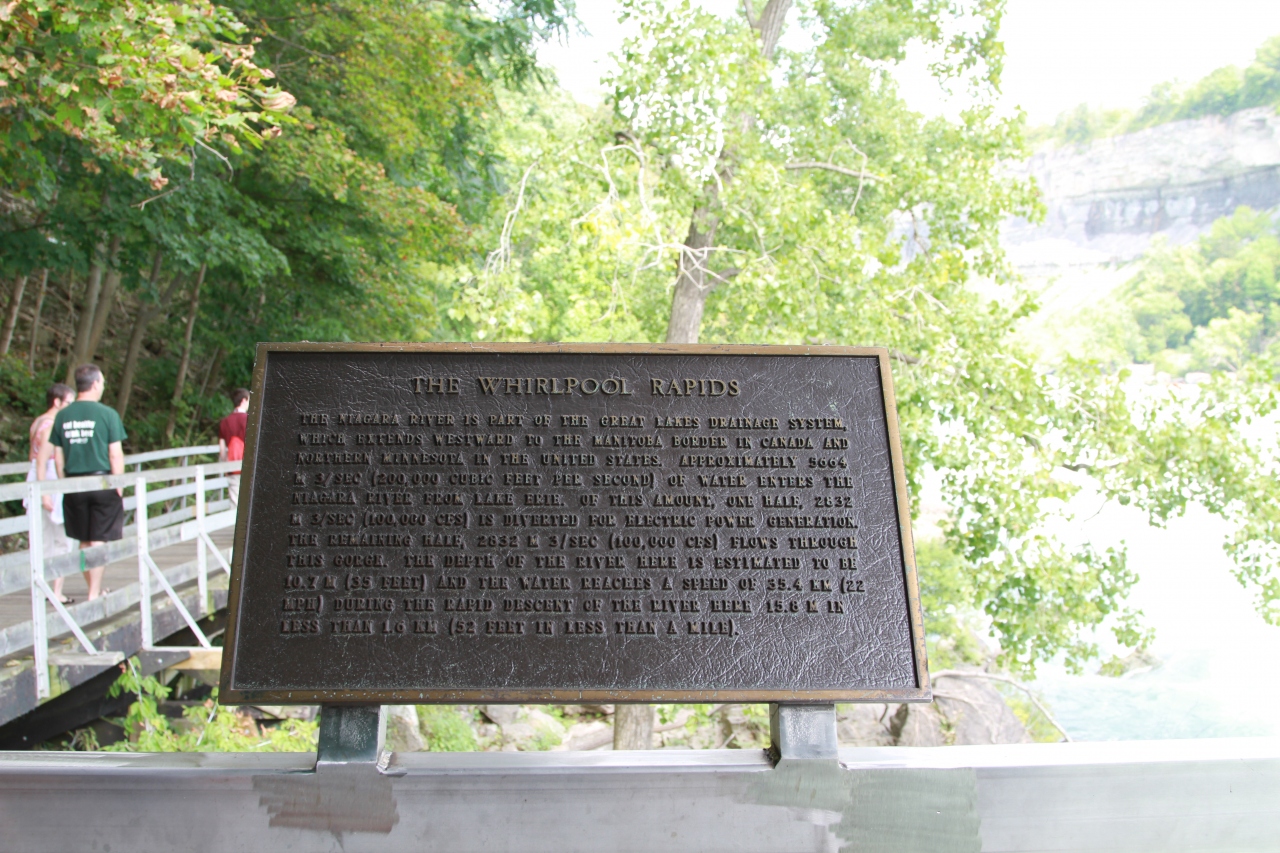 THE WHIRLPOOL RAPIDS
THE NIAGARA RIVER IS PART OF THE GREAT LAKES DRAINAGE SYSTEM,
WHICH EXTENDS WESTWARD TO THE MANITOBA BORDER IN CANADA AND
NORTHERN MINNESOTA IN THE UNITED STATES. APPROXIMATELY 5664
M 3/SEC (200,000 CUBIC FEET PER SECOND) OF WATER ENTERS THE
NIAGARA RIVER FROM LAKE ERIE. OF THIS AMOUNT, ONE HALF, 2832
M 3/SEC (100,000 CFS) IS DIVERTED FOR ELECTRIC POWER GENERATION.
THE REMAINING HALF, 2832 M 3/SEC (100,000 CFS) FLOWS THROUGH
THIS GORGE. THE DEPTH OF THE RIVER HERE IS ESTIMATED TO BE
10.7 M (35 FEET) AND THE WATER REACHES A SPEED OF 35.4 KM (22
MPH) DURING THE RAPID DESCENT OF THE RIVER HERE 15.8 M IN
LESS THAN 1.6 KM (52 FEET IN LESS THAN A MILE).